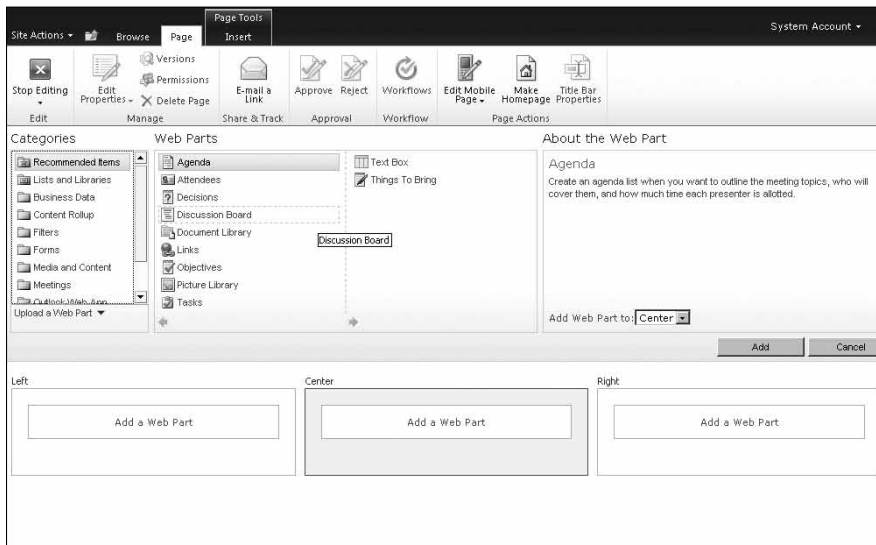 Page Tools
Site Actions Browse Page Insert System Account
Stop Editing
Edit Properties
Versions
Permissions
Delete Page
E-mail a Link
Approve Reject
Workflows
Edit Mobile Page
Make Homepage
Title Bar Properties
Edit Manage Share & Track Approval Workflow Page Actions
Categories
Recommended Items
Lists and Libraries
Business Data
Content Rollup
Filters
Forms
Media and Content
Meetings
Outlook Web App
Upload a Web Part
Web Parts
Agenda
Attendees
Decisions
Discussion Board
Document Library
Links
Objectives
Picture Library
Tasks
Text Box
Things To Bring
Discussion Board
About the Web Part
Agenda
Create an agenda list when you want to outline the meeting topics, who will
cover them, and how much time each presenter is allotted.
Add Web Part to: Center
Add Cancel
Left Center Right
Add a Web Part Add a Web Part Add a Web Part